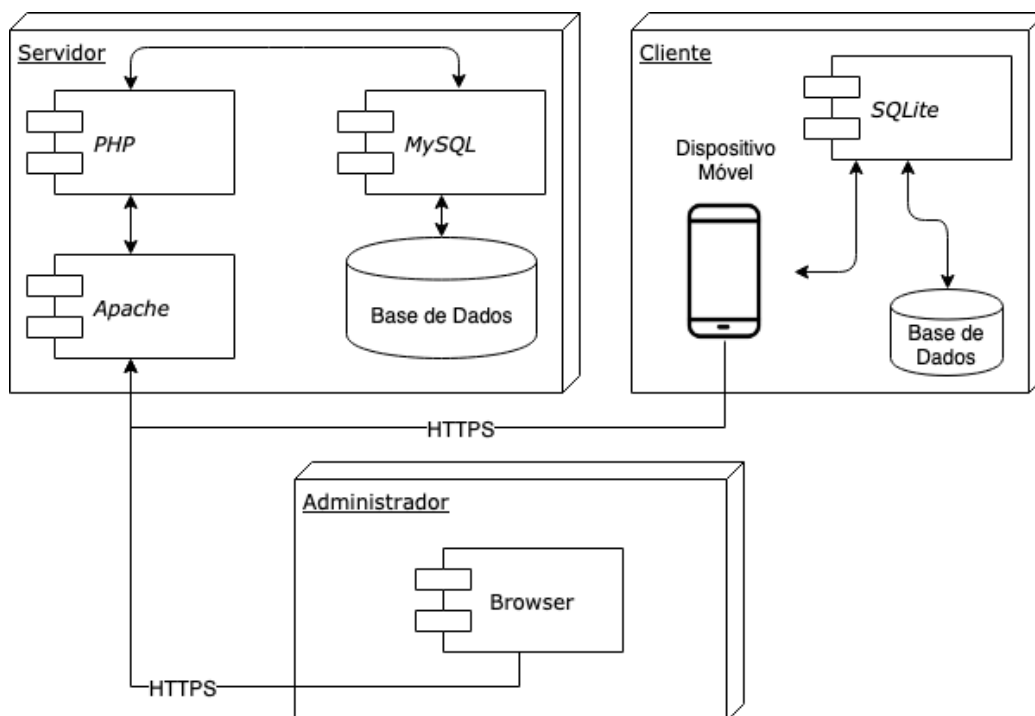 Servidor
PHP
MySQL
Apache
Base de Dados
Cliente
SQLite
Dispositivo
Móvel
Base de
Dados
HTTPS
Administrador
Browser
HTTPS